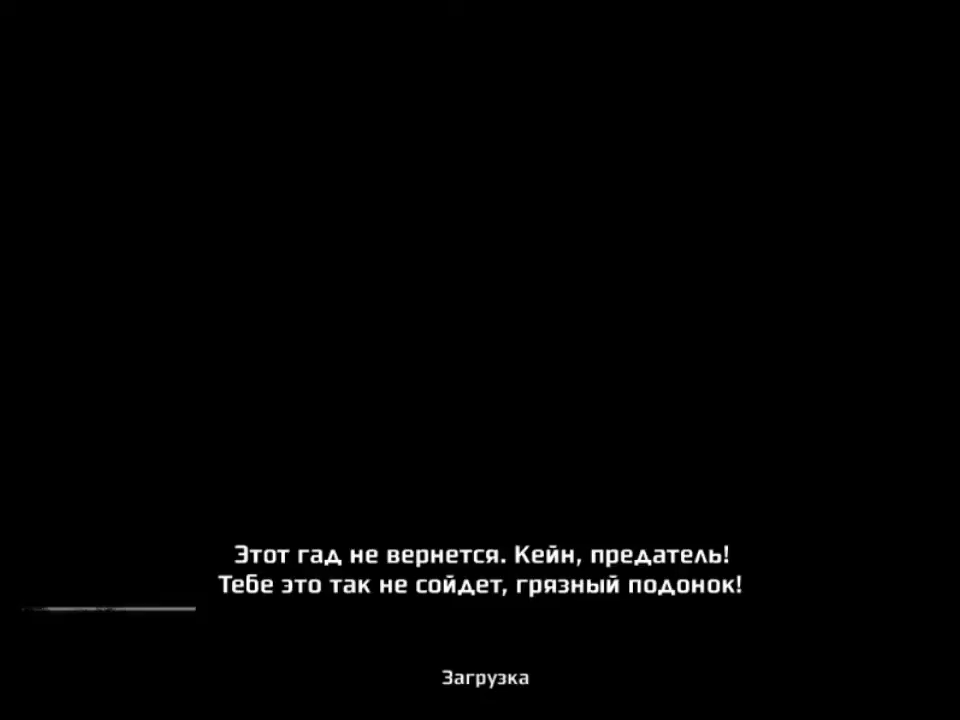 Этот гад не вернется. Кейн, предатель!
Тебе это так не сойдет, грязный подонок!
Загрузка